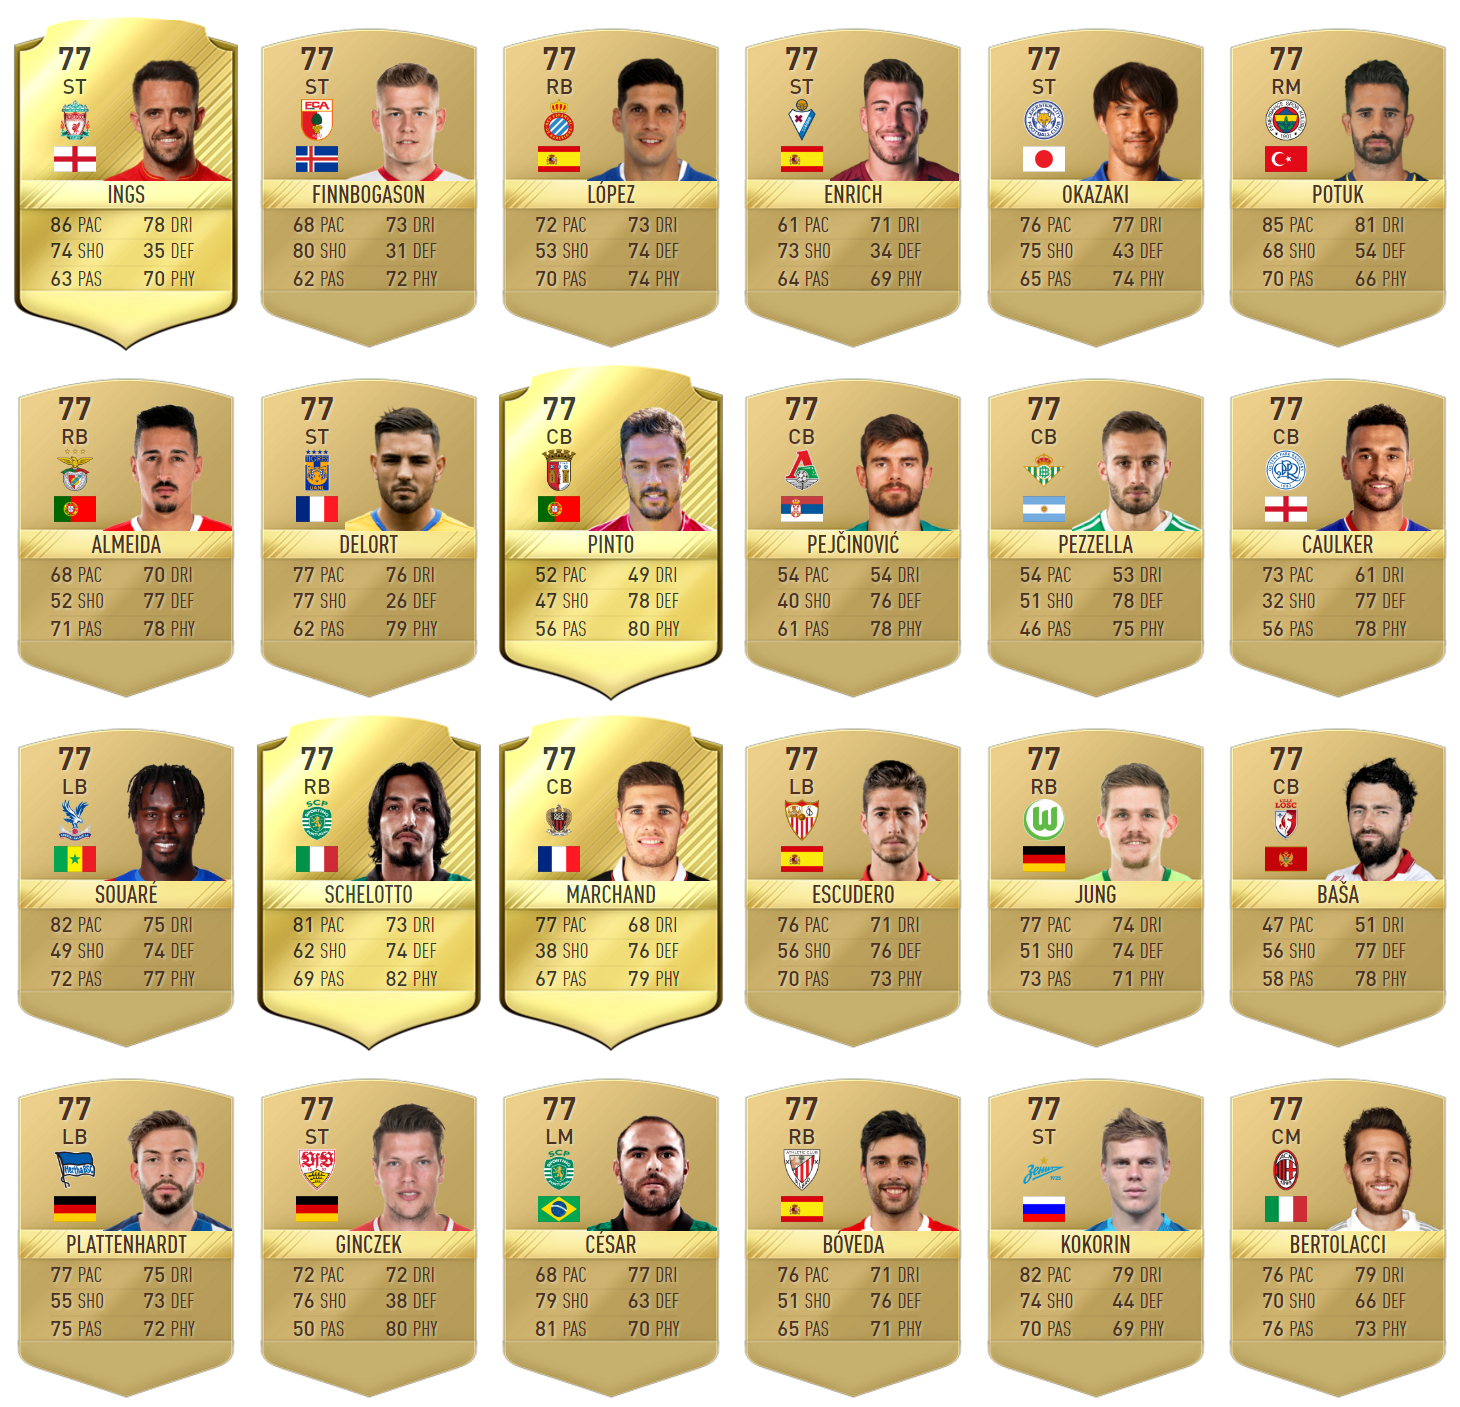 77
ST
INGS
86 PAC 78 DRI
74 SHO 35 DEF
63 PAS 70 PHY
77
ST
FCA
FINNBOGASON
68 PAC 73 DRI
80 SHO 31 DEF
62 PAS 72 PHY
77
RB
LÓPEZ
72 PAC 73 DRI
53 SHO 74 DEF
70 PAS 74 PHY
77
ST
ENRICH
61 PAC 71 DRI
73 SHO 34 DEF
64 PAS 69 PHY
77
ST
OKAZAKI
76 PAC 77 DRI
75 SHO 43 DEF
65 PAS 74 PHY
77
RM
POTUK
85 PAC 81 DRI
68 SHO 54 DEF
70 PAS 66 PHY
77
RB
ALMEIDA
68 PAC 70 DRI
52 SHO 77 DEF
71 PAS 78 PHY
77
ST
TIGRES
DELORT
77 PAC 76 DRI
77 SHO 26 DEF
62 PAS 79 PHY
77
CB
PINTO
52 PAC 49 DRI
47 SHO 78 DEF
56 PAS 80 PHY
77
CB
PEJČINOVIĆ
54 PAC 54 DRI
40 SHO 76 DEF
61 PAS 78 PHY
77
CB
PEZZELLA
54 PAC 53 DRI
51 SHO 78 DEF
46 PAS 75 PHY
77
CB
CAULKER
73 PAC 61 DRI
32 SHO 77 DEF
56 PAS 78 PHY
77
LB
SOUARÉ
82 PAC 75 DRI
49 SHO 74 DEF
72 PAS 77 PHY
77
RB
SCP
SPORTING
SCHELOTTO
81 PAC 73 DRI
62 SHO 74 DEF
69 PAS 82 PHY
77
CB
MARCHAND
77 PAC 68 DRI
38 SHO 76 DEF
67 PAS 79 PHY
77
LB
ESCUDERO
76 PAC 71 DRI
56 SHO 76 DEF
70 PAS 73 PHY
77
RB
W
JUNG
77 PAC 74 DRI
51 SHO 74 DEF
73 PAS 71 PHY
77
CB
LOSC
BAŠA
47 PAC 51 DRI
56 SHO 77 DEF
58 PAS 78 PHY
77
LB
PLATTENHARDT
77 PAC 75 DRI
55 SHO 73 DEF
75 PAS 72 PHY
77
ST
VfB
GINCZEK
72 PAC 72 DRI
76 SHO 38 DEF
50 PAS 80 PHY
77
LM
SCP
SPORTING
CÉSAR
68 PAC 77 DRI
79 SHO 63 DEF
81 PAS 70 PHY
77
RB
ATHLETIC CLUB
BÓVEDA
76 PAC 71 DRI
51 SHO 76 DEF
65 PAS 71 PHY
77
ST
KOKORIN
82 PAC 79 DRI
74 SHO 44 DEF
70 PAS 69 PHY
77
CM
BERTOLACCI
76 PAC 79 DRI
70 SHO 66 DEF
76 PAS 73 PHY